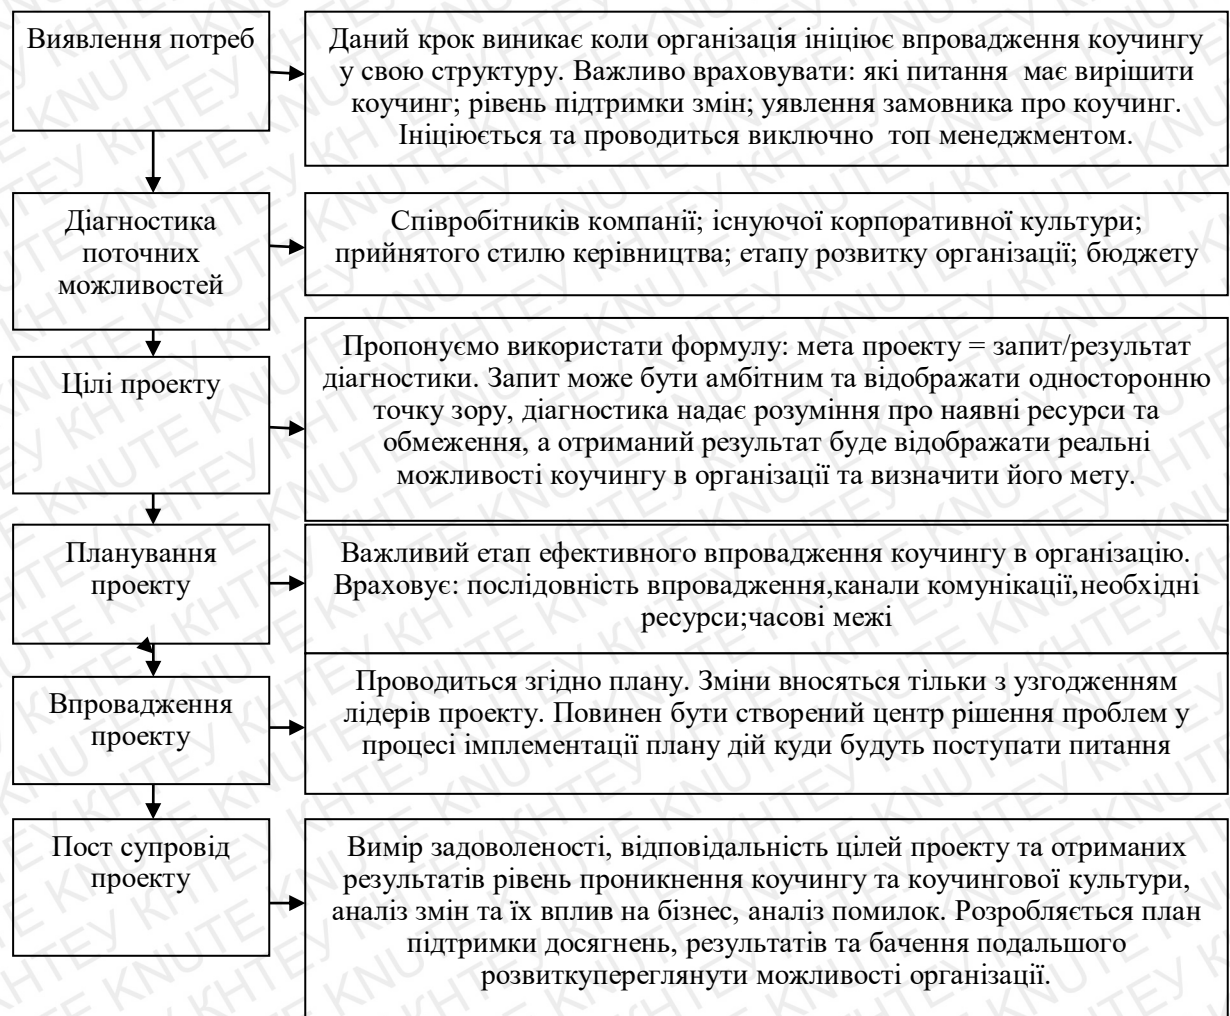 Виявлення потреб
Даний крок виникає коли організація ініціює впровадження коучингу
у свою структуру. Важливо враховувати: які питання має вирішити
коучинг; рівень підтримки змін; уявлення замовника про коучинг.
Ініціюється та проводиться виключно топ менеджментом.
Діагностика
поточних
можливостей
Співробітників компанії; існуючої корпоративної культури;
прийнятого стилю керівництва; етапу розвитку організації; бюджету
Цілі проекту
Пропонуємо використати формулу: мета проекту = запит/результат
діагностики. Запит може бути амбітним та відображати односторонню
точку зору, діагностика надає розуміння про наявні ресурси та
обмеження, а отриманий результат буде відображати реальні
можливості коучингу в організації та визначити його мету.
Планування
проекту
Важливий етап ефективного впровадження коучингу в організацію.
Враховує: послідовність впровадження,канали комунікації,необхідні
ресурси;часові межі
Впровадження
проекту
Проводиться згідно плану. Зміни вносяться тільки з узгодженням
лідерів проекту. Повинен бути створений центр рішення проблем у
процесі імплементації плану дій куди будуть поступати питання
Пост супровід
проекту
Вимір задоволеності, відповідальність цілей проекту та отриманих
результатів рівень проникнення коучингу та коучингової культури,
аналіз змін та їх вплив на бізнес, аналіз помилок. Розробляється план
підтримки досягнень, результатів та бачення подальшого
розвиткупереглянути можливості організації.